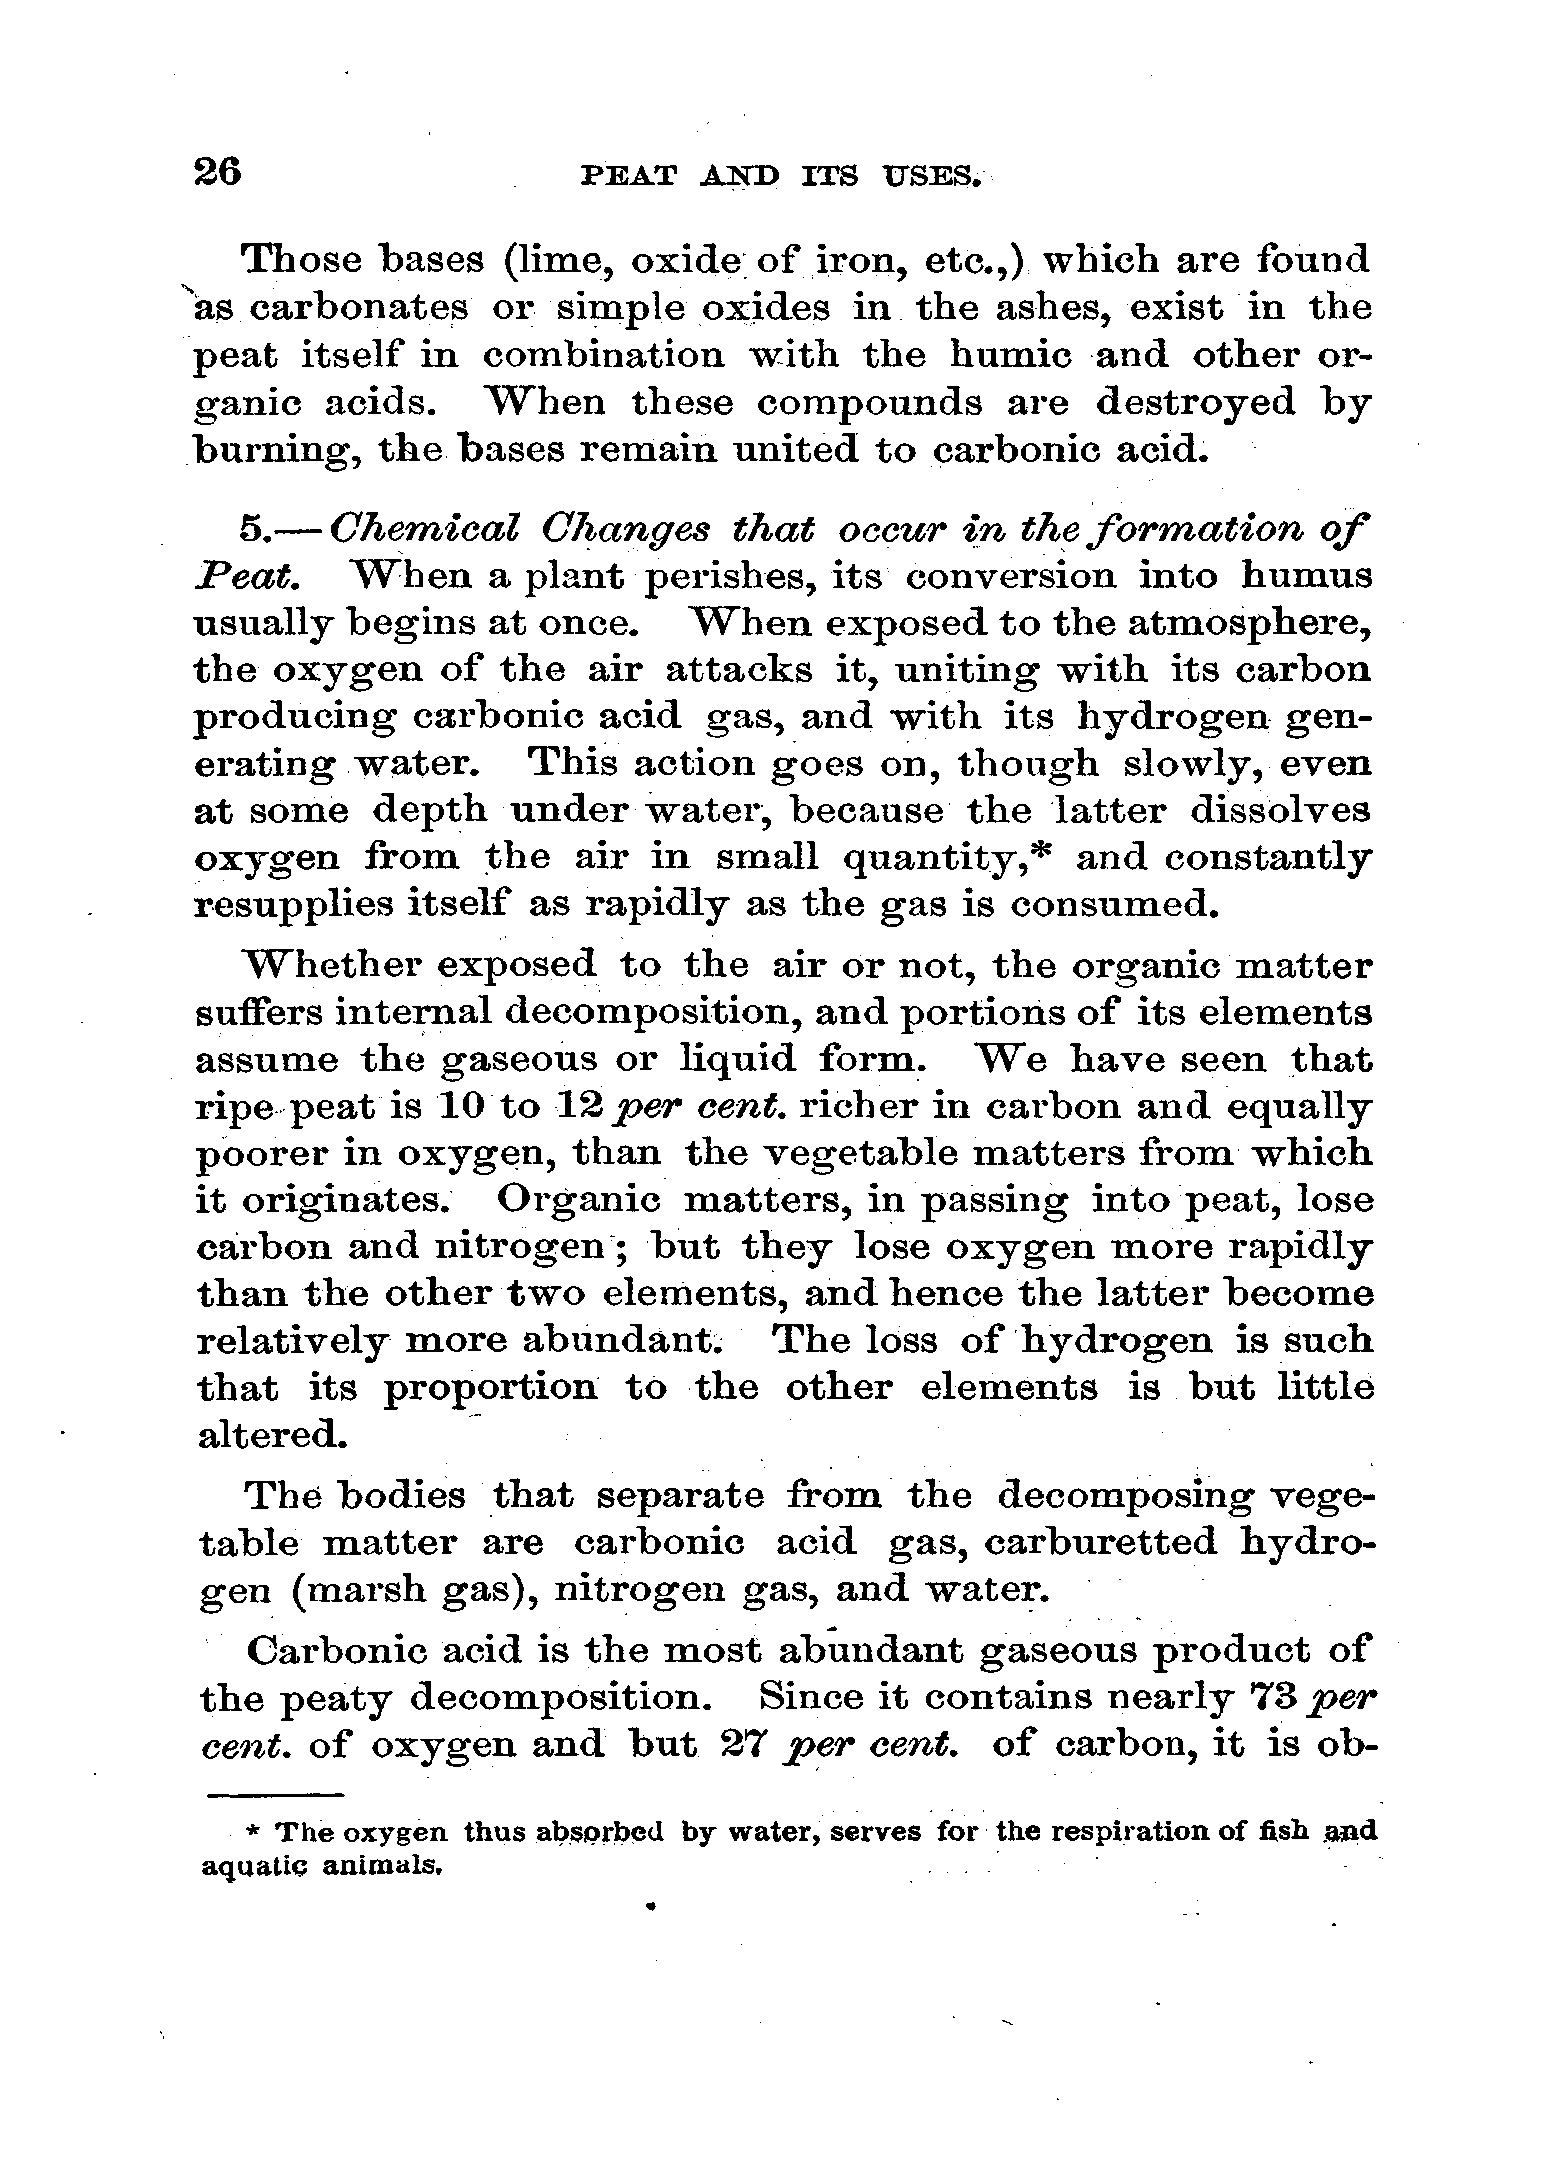 26 PEAT AND ITS USES.
Those bases (lime, oxide of iron, etc.,) which are found
as carbonates or simple oxides in the ashes, exist in the
peat itself in combination with the humic and other or-
ganic acids. When these compounds are destroyed by
burning, the bases remain united to carbonic acid.
5.—Chemical Changes that occur in the formation of
Peat. When a plant perishes, its conversion into humus
usually begins at once. When exposed to the atmosphere,
the oxygen of the air attacks it, uniting with its carbon
producing carbonic acid gas, and with its hydrogen gen-
erating water. This action goes on, though slowly, even
at some depth under water, because the latter dissolves
oxygen from the air in small quantity,* and constantly
resupplies itself as rapidly as the gas is consumed.
Whether exposed to the air or not, the organic matter
suffers internal decomposition, and portions of its elements
assume the gaseous or liquid form. We have seen that
ripe peat is 10 to 12 per cent. richer in carbon and equally
poorer in oxygen, than the vegetable matters from which
it originates. Organic matters, in passing into peat, lose
carbon and nitrogen; but they lose oxygen more rapidly
than the other two elements, and hence the latter become
relatively more abundant. The loss of hydrogen is such
that its proportion to the other elements is but little
altered.
The bodies that separate from the decomposing vege-
table matter are carbonic acid gas, carburetted hydro-
gen (marsh gas), nitrogen gas, and water.
Carbonic acid is the most abundant gaseous product of
the peaty decomposition. Since it contains nearly 73 per
cent. of oxygen and but 27 per cent. of carbon, it is ob-
* The oxygen thus absorbed by water, serves for the respiration of fish and
aquatic animals.